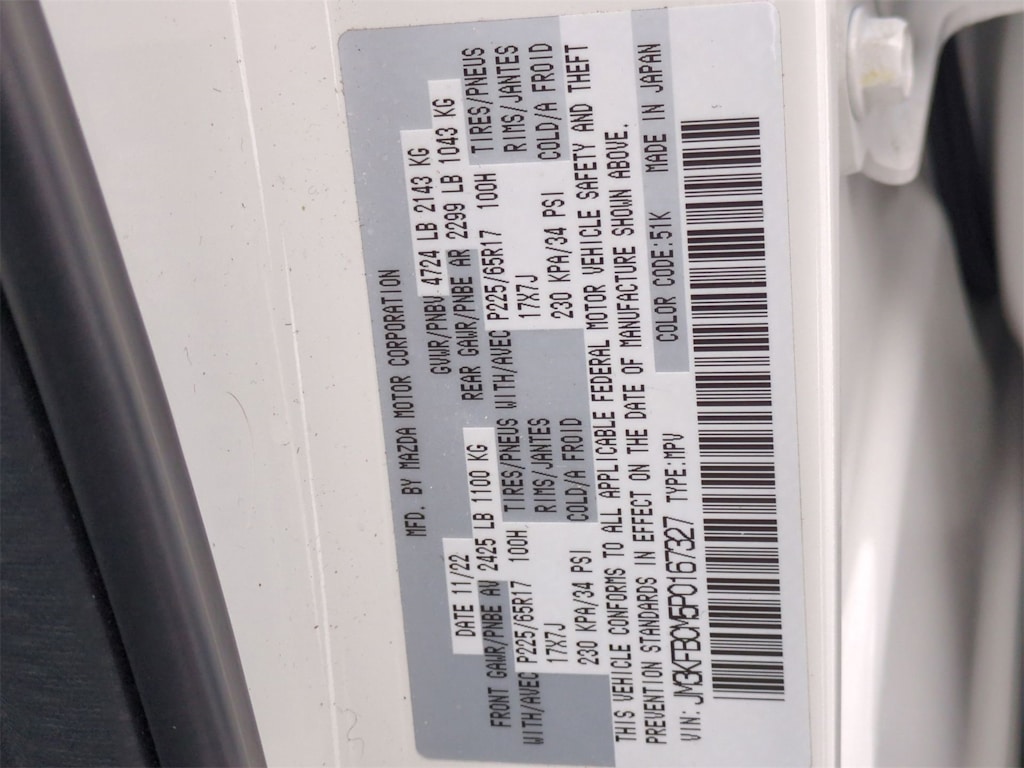 MFD. BY MAZDA MOTOR CORPORATION
DATE 11/22 GVWR/PNBV 4724 LB 2143 KG
FRONT GAWR/PNBE AV 2425 LB 1100 KG REAR GAWR/PNBE AR 2299 LB 1043 KG
WITH/AVEC P225/65R17 100H TIRES/PNEUS WITH/AVEC P225/65R17 100H TIRES/PNEUS
17X7J RIMS/JANTES 17X7J RIMS/JANTES
230 KPA/34 PSI COLD/A FROID 230 KPA/34 PSI COLD/A FROID
THIS VEHICLE CONFORMS TO ALL APPLICABLE FEDERAL MOTOR VEHICLE SAFETY AND THEFT
PREVENTION STANDARDS IN EFFECT ON THE DATE OF MANUFACTURE SHOWN ABOVE.
VIN: JM3KFBCM5P0167327 TYPE:MPV COLOR CODE:51K MADE IN JAPAN